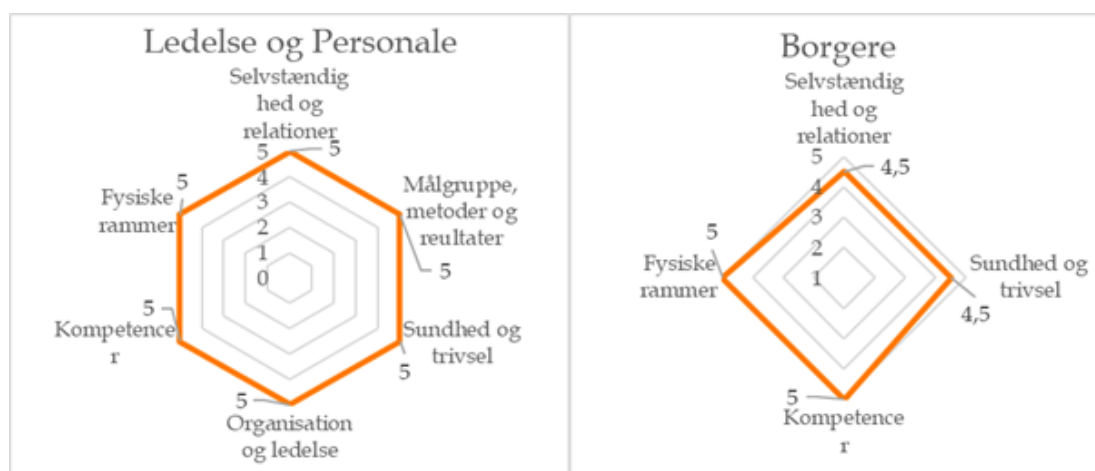 Ledelse og Personale
Selvstændig
hed og
relationer
5
5
4
3
2
1
0
Målgruppe,
metoder og
reultater
5
Sundhed og
trivsel
5
Organisation
og ledelse
5
Kompetence
r
5
Fysiske
rammer
5
Borgere
Selvstændig
hed og
relationer
4,5
5
4
3
2
1
Sundhed og
trivsel
4,5
Kompetence
r
5
Fysiske
rammer
5